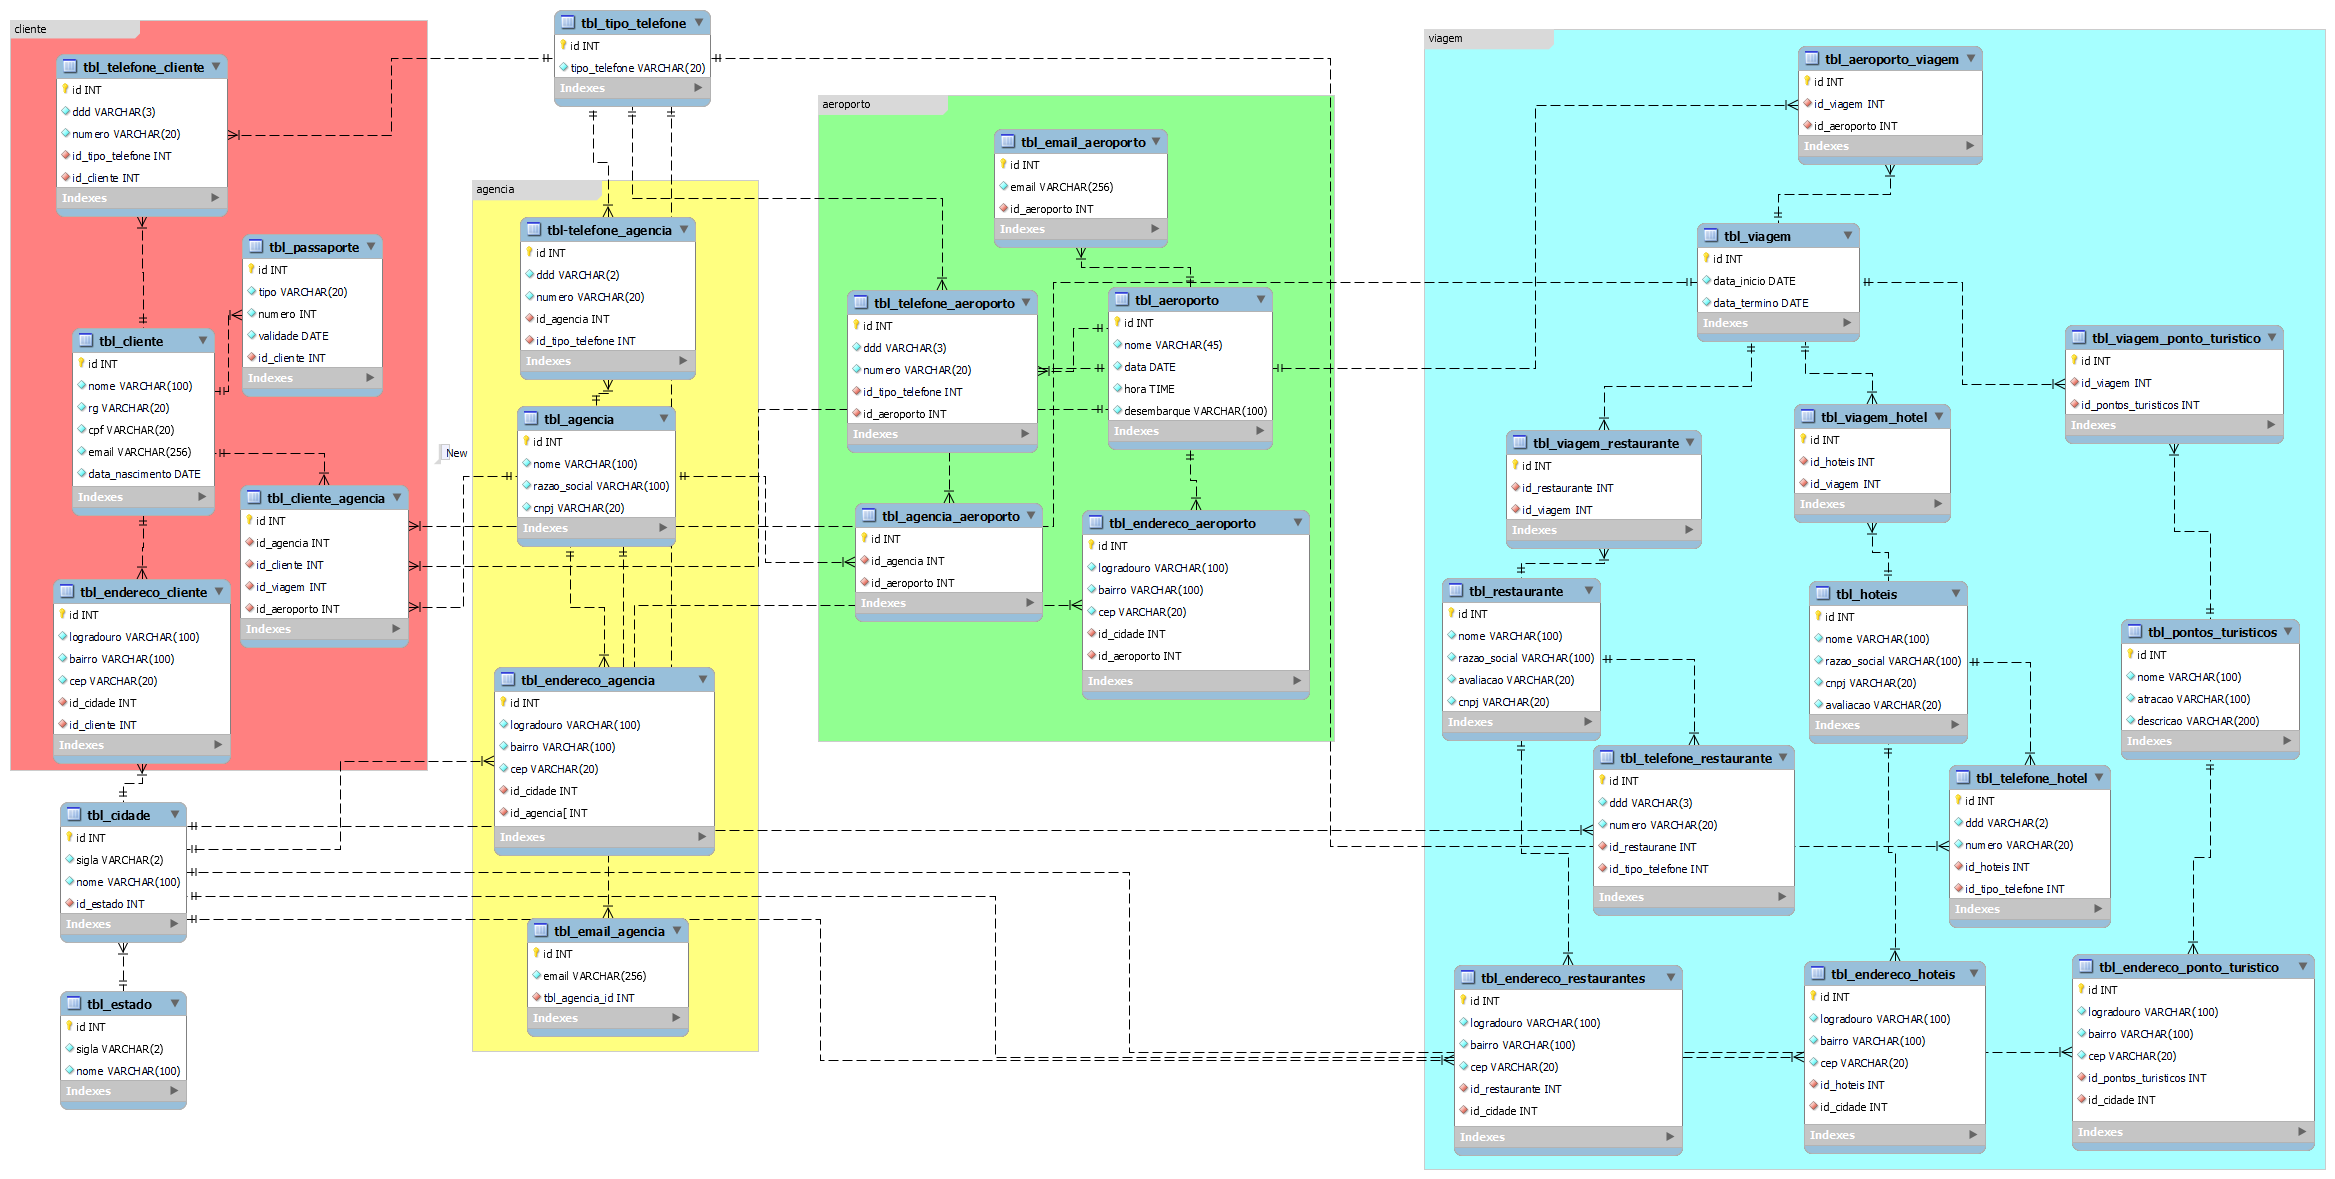 cliente
tbl_telefone_cliente
id INT
ddd VARCHAR(3)
numero VARCHAR(20)
id_tipo_telefone INT
id_cliente INT
Indexes
tbl_passaporte
id INT
tipo VARCHAR(20)
numero INT
validade DATE
id_cliente INT
Indexes
tbl_cliente
id INT
nome VARCHAR(100)
rg VARCHAR(20)
cpf VARCHAR(20)
email VARCHAR(256)
data_nascimento DATE
Indexes
tbl_cliente_agencia
id INT
id_agencia INT
id_cliente INT
id_viagem INT
id_aeroporto INT
Indexes
tbl_endereco_cliente
id INT
logradouro VARCHAR(100)
bairro VARCHAR(100)
cep VARCHAR(20)
id_cidade INT
id_cliente INT
Indexes
tbl_cidade
id INT
sigla VARCHAR(2)
nome VARCHAR(100)
id_estado INT
Indexes
tbl_estado
id INT
sigla VARCHAR(2)
nome VARCHAR(100)
Indexes
New
tbl_tipo_telefone
id INT
tipo_telefone VARCHAR(20)
Indexes
agencia
tbl-telefone_agencia
id INT
ddd VARCHAR(2)
numero VARCHAR(20)
id_agencia INT
id_tipo_telefone INT
Indexes
tbl_agencia
id INT
nome VARCHAR(100)
razao_social VARCHAR(100)
cnpj VARCHAR(20)
Indexes
tbl_endereco_agencia
id INT
logradouro VARCHAR(100)
bairro VARCHAR(100)
cep VARCHAR(20)
id_cidade INT
id_agencia[ INT
Indexes
tbl_email_agencia
id INT
email VARCHAR(256)
tbl_agencia_id INT
Indexes
aeroporto
tbl_email_aeroporto
id INT
email VARCHAR(256)
id_aeroporto INT
Indexes
tbl_telefone_aeroporto
id INT
ddd VARCHAR(3)
numero VARCHAR(20)
id_tipo_telefone INT
id_aeroporto INT
Indexes
tbl_aeroporto
id INT
nome VARCHAR(45)
data DATE
hora TIME
desembarque VARCHAR(100)
Indexes
tbl_agencia_aeroporto
id INT
id_agencia INT
id_aeroporto INT
Indexes
tbl_endereco_aeroporto
id INT
logradouro VARCHAR(100)
bairro VARCHAR(100)
cep VARCHAR(20)
id_cidade INT
id_aeroporto INT
Indexes
viagem
tbl_aeroporto_viagem
id INT
id_viagem INT
id_aeroporto INT
Indexes
tbl_viagem
id INT
data_inicio DATE
data_termino DATE
Indexes
tbl_viagem_ponto_turistico
id INT
id_viagem INT
id_pontos_turisticos INT
Indexes
tbl_viagem_restaurante
id INT
id_restaurante INT
id_viagem INT
Indexes
tbl_viagem_hotel
id INT
id_hoteis INT
id_viagem INT
Indexes
tbl_restaurante
id INT
nome VARCHAR(100)
razao_social VARCHAR(100)
avaliacao VARCHAR(20)
cnpj VARCHAR(20)
Indexes
tbl_hoteis
id INT
nome VARCHAR(100)
razao_social VARCHAR(100)
cnpj VARCHAR(20)
avaliacao VARCHAR(20)
Indexes
tbl_pontos_turisticos
id INT
nome VARCHAR(100)
atracao VARCHAR(100)
descricao VARCHAR(200)
Indexes
tbl_telefone_restaurante
id INT
ddd VARCHAR(3)
numero VARCHAR(20)
id_restaurane INT
id_tipo_telefone INT
Indexes
tbl_telefone_hotel
id INT
ddd VARCHAR(2)
numero VARCHAR(20)
id_hoteis INT
id_tipo_telefone INT
Indexes
tbl_endereco_restaurantes
id INT
logradouro VARCHAR(100)
bairro VARCHAR(100)
cep VARCHAR(20)
id_restaurante INT
id_cidade INT
Indexes
tbl_endereco_hoteis
id INT
logradouro VARCHAR(100)
bairro VARCHAR(100)
cep VARCHAR(20)
id_hoteis INT
id_cidade INT
Indexes
tbl_endereco_ponto_turistico
id INT
logradouro VARCHAR(100)
bairro VARCHAR(100)
cep VARCHAR(20)
id_pontos_turisticos INT
id_cidade INT
Indexes